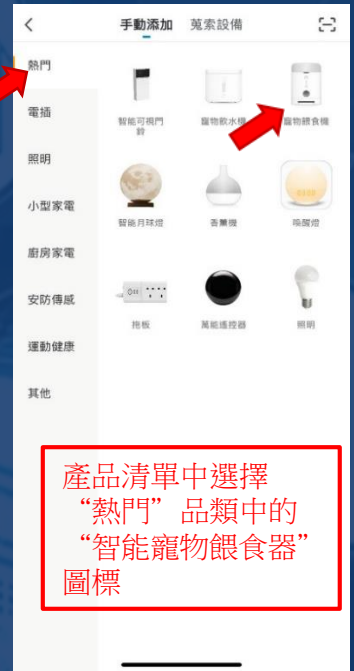 手動添加 蒐索設備
熱門
電插
照明
小型家電
廚房家電
安防傳感
運動健康
其他
智能可視門鈴
寵物飲水機
寵物餵食機
智能月球燈
香薰機
喚醒燈
拖板
萬能遙控器
照明
產品清單中選擇
“熱門”品類中的
“智能寵物餵食器”
圖標